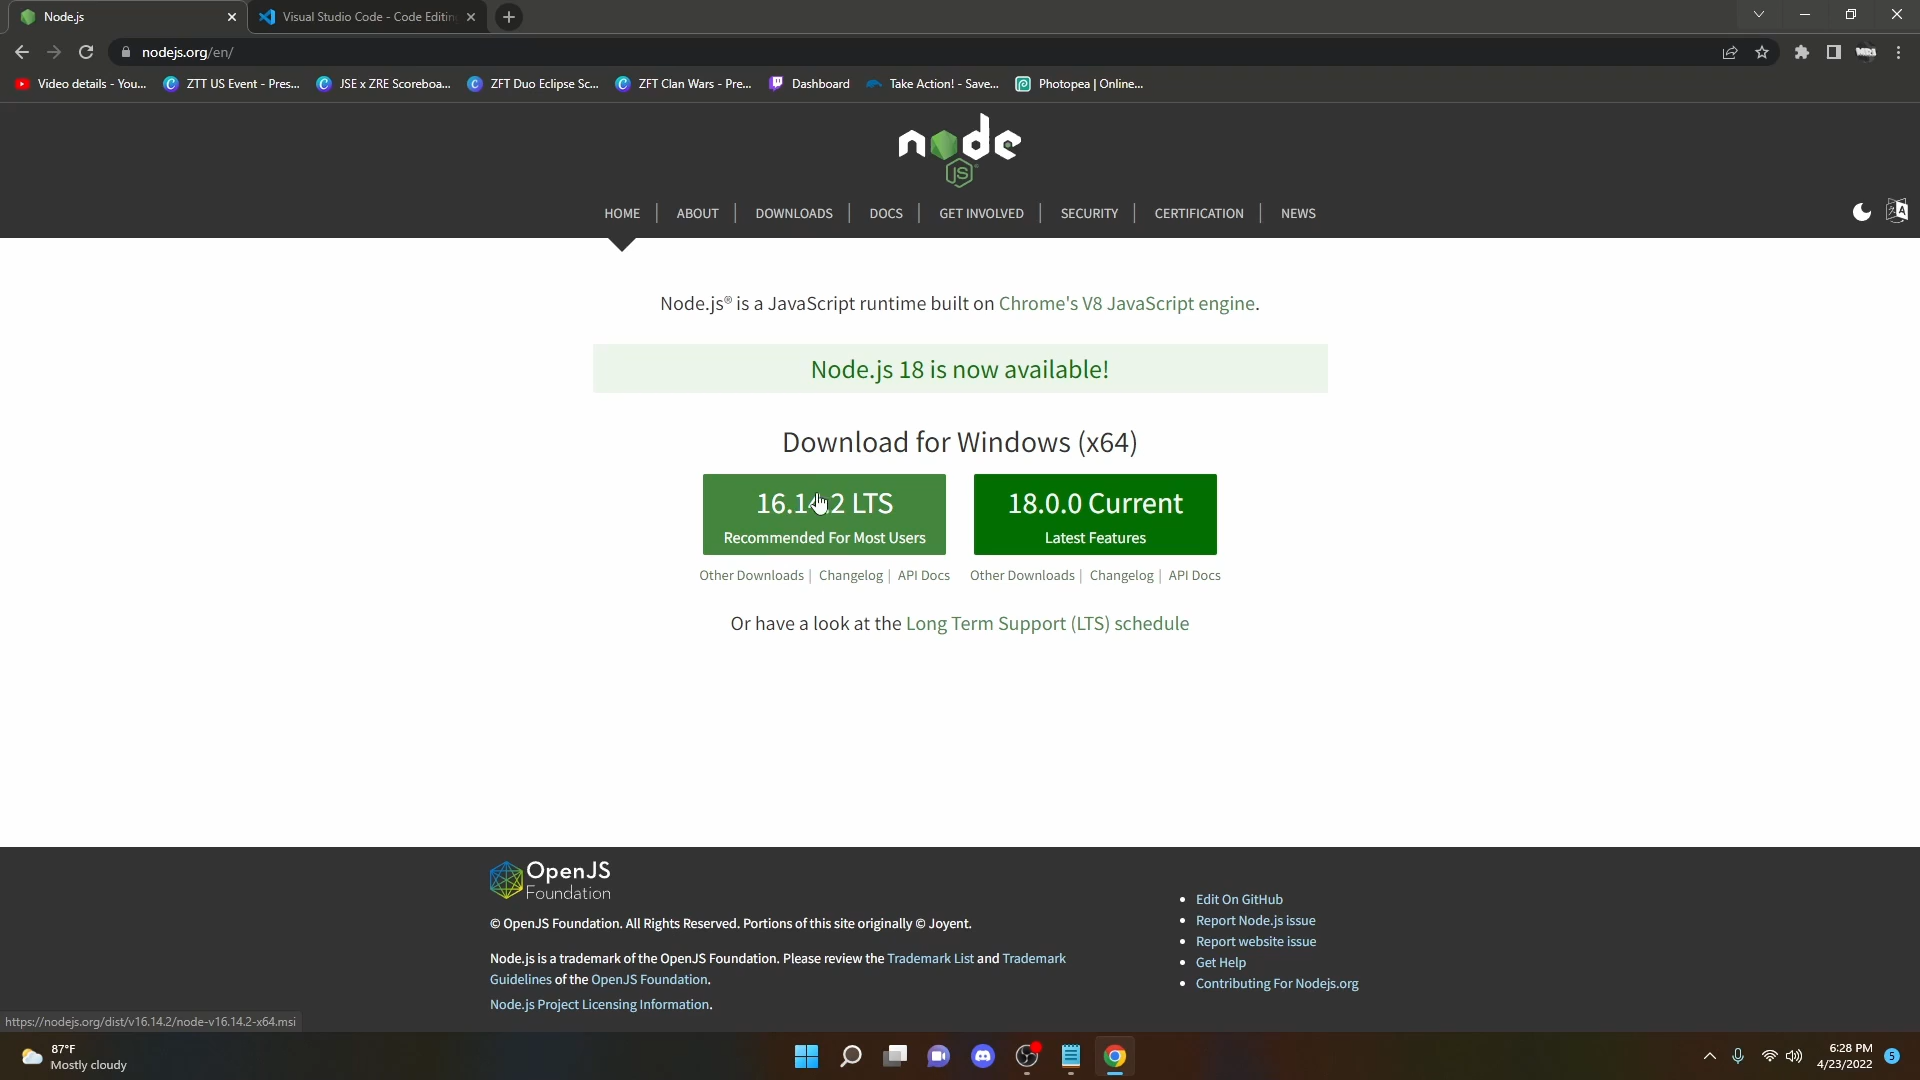 Node.js
Visual Studio Code - Code Editin
nodejs.org/en/
Video details - You...
ZTT US Event - Pres...
JSE x ZRE Scoreboa...
ZFT Duo Eclipse Sc...
ZFT Clan Wars - Pre...
Dashboard
Take Action! - Save...
Photopea | Online...
node
JS
HOME
ABOUT
DOWNLOADS
DOCS
GET INVOLVED
SECURITY
CERTIFICATION
NEWS
Node.js® is a JavaScript runtime built on Chrome's V8 JavaScript engine.
Node.js 18 is now available!
Download for Windows (x64)
16.14.2 LTS
Recommended For Most Users
18.0.0 Current
Latest Features
Other Downloads | Changelog | API Docs
Other Downloads | Changelog | API Docs
Or have a look at the Long Term Support (LTS) schedule
OpenJS
Foundation
© OpenJS Foundation. All Rights Reserved. Portions of this site originally © Joyent.
Node.js is a trademark of the OpenJS Foundation. Please review the Trademark List and Trademark
Guidelines of the OpenJS Foundation.
Node.js Project Licensing Information.
Edit On GitHub
Report Node.js issue
Report website issue
Get Help
Contributing For Nodejs.org
https://nodejs.org/dist/v16.14.2/node-v16.14.2-x64.msi
87°F
Mostly cloudy
6:28 PM
4/23/2022
5